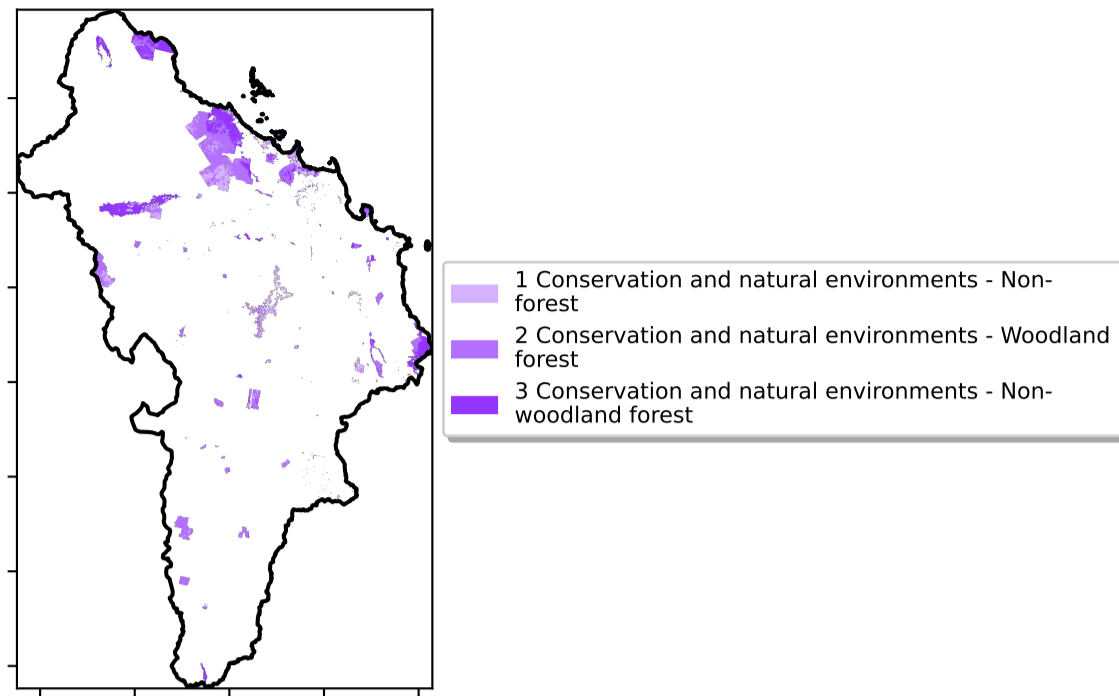 1 Conservation and natural environments - Non-
forest
2 Conservation and natural environments - Woodland
forest
3 Conservation and natural environments - Non-
woodland forest